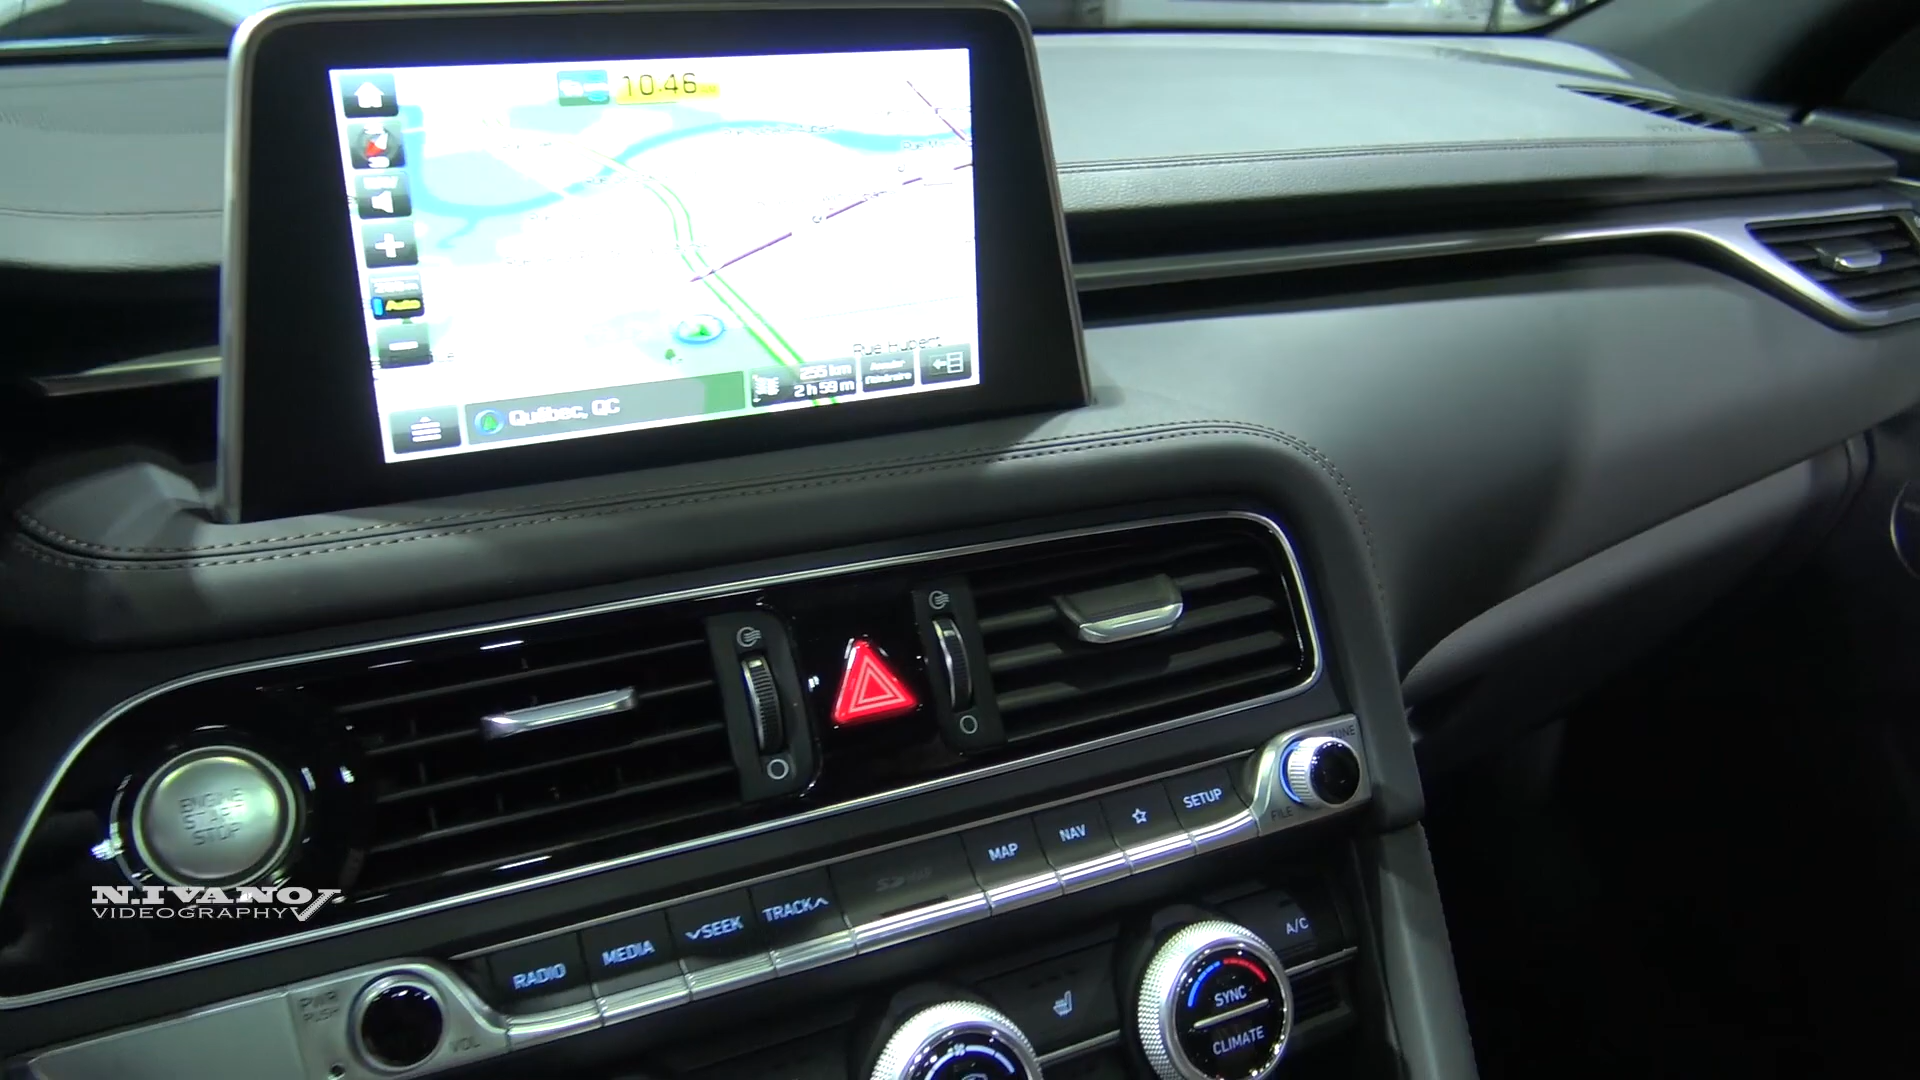 10:46
Rue Hubert
255 km
2 h 59 m
Auto
Québec, QC
ENGINE
START
STOP
TUNE
FILE
SETUP
NAV
MAP
TRACK
SEEK
MEDIA
RADIO
PWR
PUSH
VOL
A/C
SYNC
CLIMATE
N.IVANOV
VIDEOGRAPHY